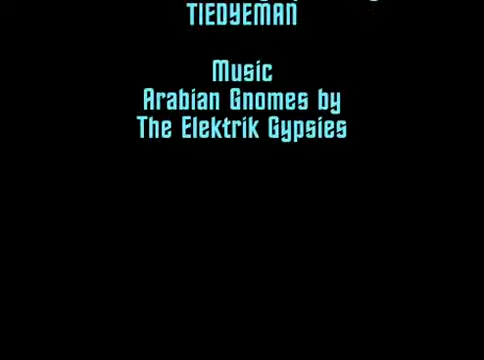 TIEDYEMAN
Music
Arabian Gnomes by
The Elektrik Gypsies